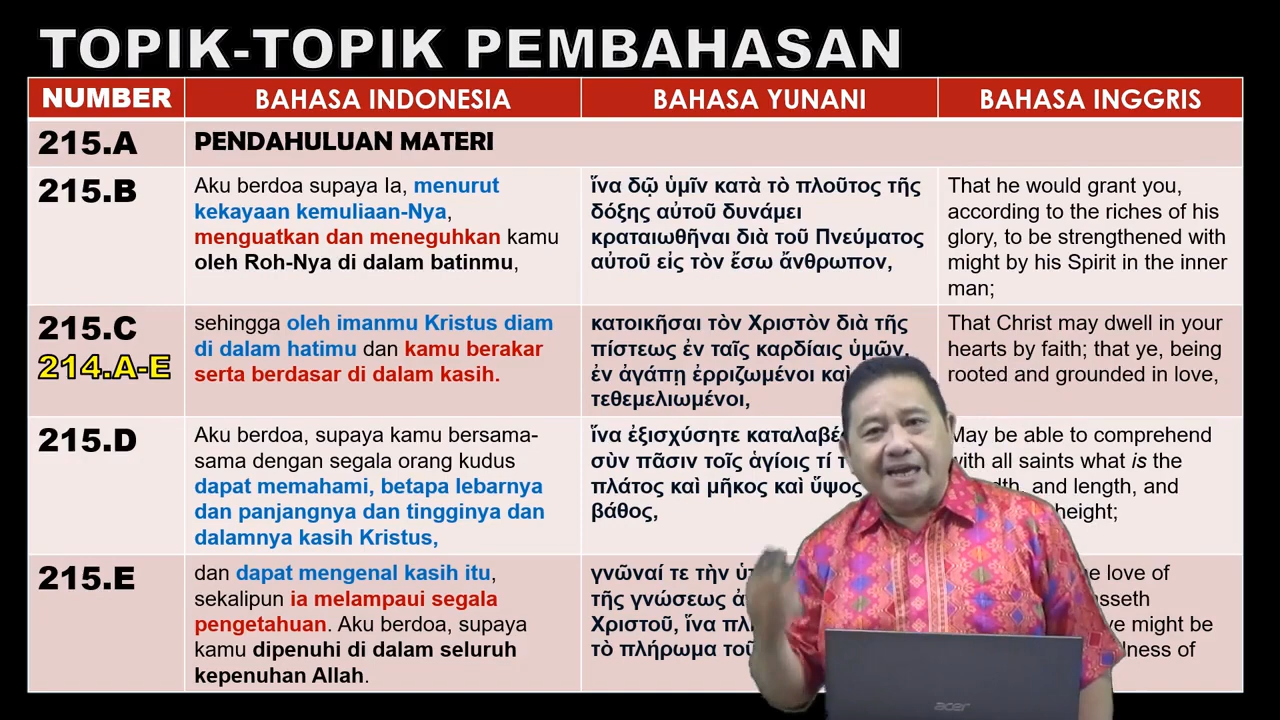 TOPIK-TOPIK PEMBAHASAN
NUMBER
BAHASA INDONESIA
BAHASA YUNANI
BAHASA INGGRIS
215.A
PENDAHULUAN MATERI
215.B
Aku berdoa supaya Ia, menurut
kekayaan kemuliaan-Nya,
menguatkan dan meneguhkan kamu
oleh Roh-Nya di dalam batinmu,
ἵνα δῷ ὑμῖν κατὰ τὸ πλοῦτος τῆς
δόξης αὐτοῦ δυνάμει
κραταιωθῆναι διὰ τοῦ Πνεύματος
αὐτοῦ εἰς τὸν ἔσω ἄνθρωπον,
That he would grant you,
according to the riches of his
glory, to be strengthened with
might by his Spirit in the inner
man;
215.C
214.A-E
sehingga oleh imanmu Kristus diam
di dalam hatimu dan kamu berakar
serta berdasar di dalam kasih.
κατοικῆσαι τὸν Χριστὸν διὰ τῆς
πίστεως ἐν ταῖς καρδίαις ὑμῶν,
ἐν ἀγάπῃ ἐρριζωμένοι καὶ
τεθεμελιωμένοι,
That Christ may dwell in your
hearts by faith; that ye, being
rooted and grounded in love,
215.D
Aku berdoa, supaya kamu bersama-
sama dengan segala orang kudus
dapat memahami, betapa lebarnya
dan panjangnya dan tingginya dan
dalamnya kasih Kristus,
ἵνα ἐξισχύσητε
σὺν πᾶσιν τοῖς ἁγίοις τί
πλάτος καὶ μῆκος καὶ ὕψος
βάθος,
May be able to comprehend
with all saints what is the
and length, and
height;
215.E
dan dapat mengenal kasih itu,
sekalipun ia melampaui segala
pengetahuan. Aku berdoa, supaya
kamu dipenuhi di dalam seluruh
kepenuhan Allah.
γνῶναί τε τὴν
τῆς γνώσεως
Χριστοῦ, ἵνα
τὸ πλήρωμα
love of
might be
of
acer